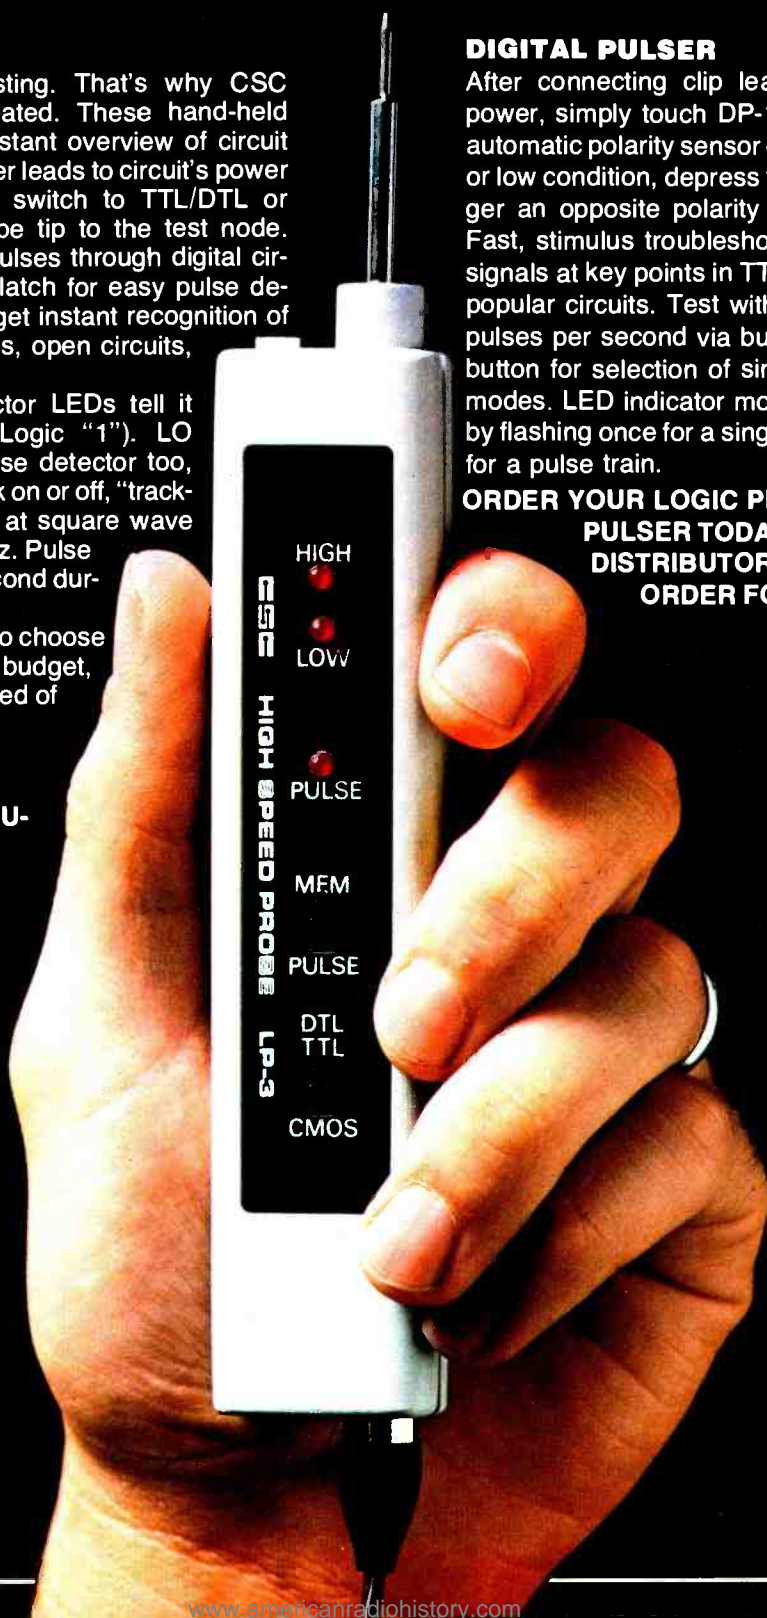 sting. That's why CSC
ated. These hand-held
stant overview of circuit
er leads to circuit's power
switch to TTL/DTL or
be tip to the test node.
ulses through digital cir-
latch for easy pulse de-
get instant recognition of
s, open circuits,
ctor LEDs tell it
Logic "1"). LO
se detector too,
k on or off, "track-
at square wave
z. Pulse
cond dur-
o choose
budget,
ed of
U-
DIGITAL PULSER
After connecting clip lea
power, simply touch DP-
automatic polarity sensor
or low condition, depress
ger an opposite polarity
Fast, stimulus troublesho
signals at key points in TT
popular circuits. Test with
pulses per second via bu
button for selection of sin
modes. LED indicator mo
by flashing once for a sing
for a pulse train.
ORDER YOUR LOGIC P
PULSER TODA
DISTRIBUTOR
ORDER FO
HIGH
LOW
PULSE
MEM
PULSE
DTL
TTL
CMOS
CSC HIGH SPEED PROBE LP-3
www.americanradiohistory.com